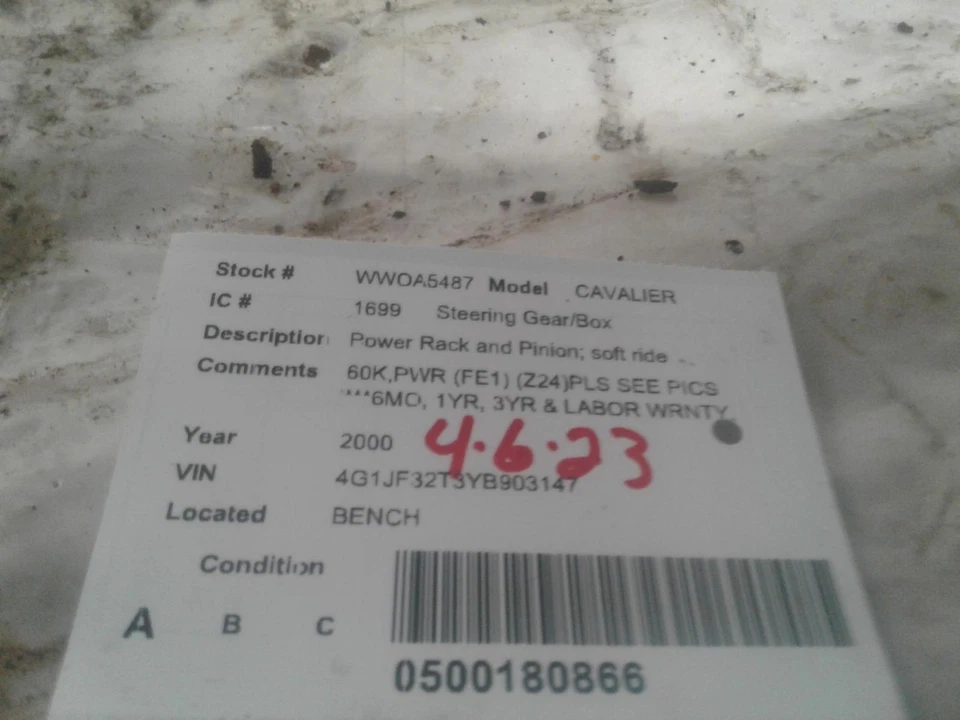 Stock # WWOA5487 Model CAVALIER
IC # 1699 Steering Gear/Box
Description Power Rack and Pinion; soft ride
Comments 60K,PWR (FE1) (Z24)PLS SEE PICS
***6MO, 1YR, 3YR & LABOR WRNTY
Year 2000 4.6.23
VIN 4G1JF32T3YB903147
Located BENCH
Condition
A B C
0500180866